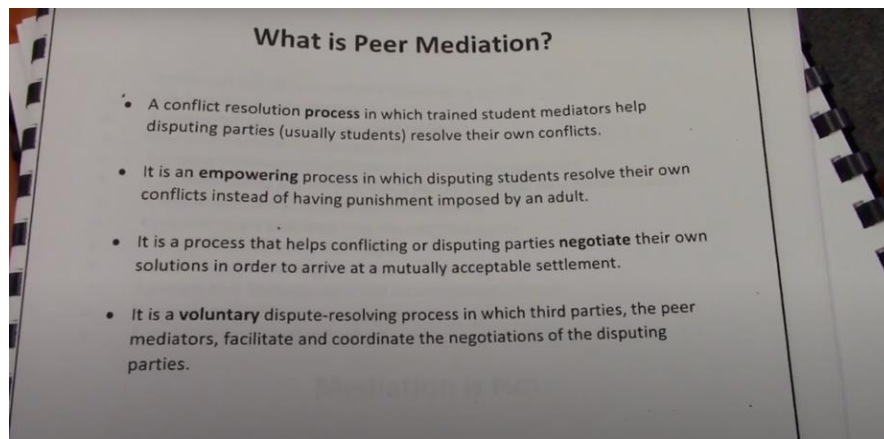 What is Peer Mediation?
• A conflict resolution process in which trained student mediators help
disputing parties (usually students) resolve their own conflicts.
• It is an empowering process in which disputing students resolve their own
conflicts instead of having punishment imposed by an adult.
• It is a process that helps conflicting or disputing parties negotiate their own
solutions in order to arrive at a mutually acceptable settlement.
• It is a voluntary dispute-resolving process in which third parties, the peer
mediators, facilitate and coordinate the negotiations of the disputing
parties.